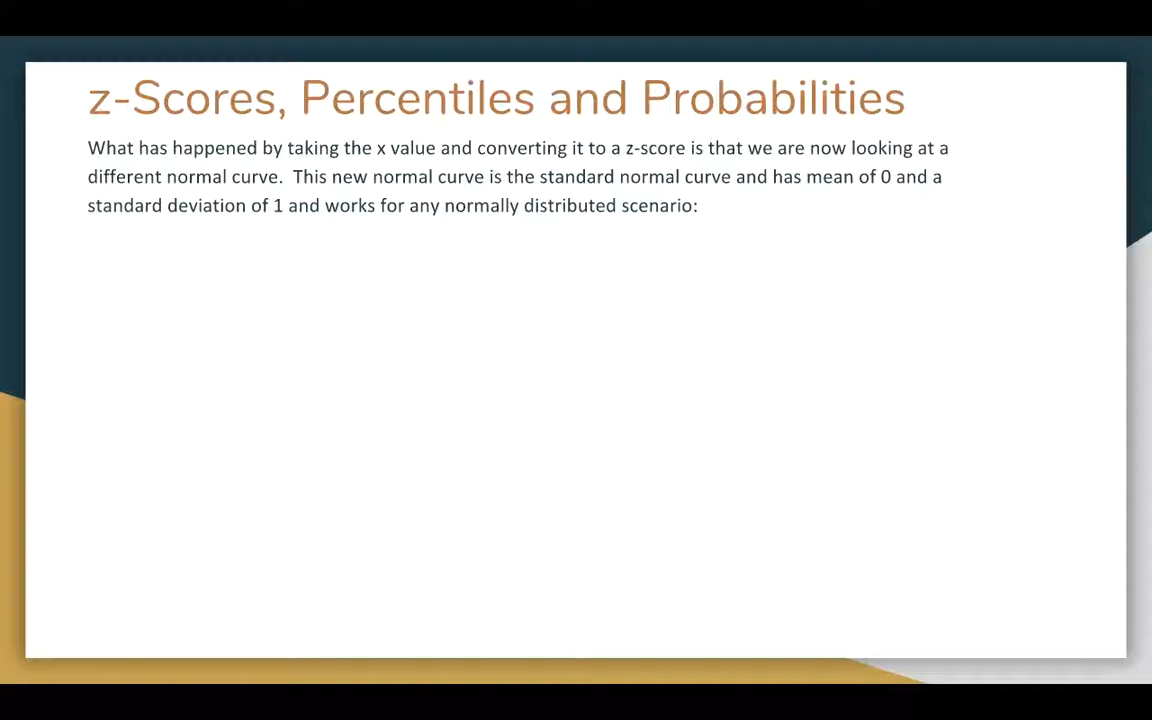 z-Scores, Percentiles and Probabilities
What has happened by taking the x value and converting it to a z-score is that we are now looking at a
different normal curve.  This new normal curve is the standard normal curve and has mean of 0 and a
standard deviation of 1 and works for any normally distributed scenario: